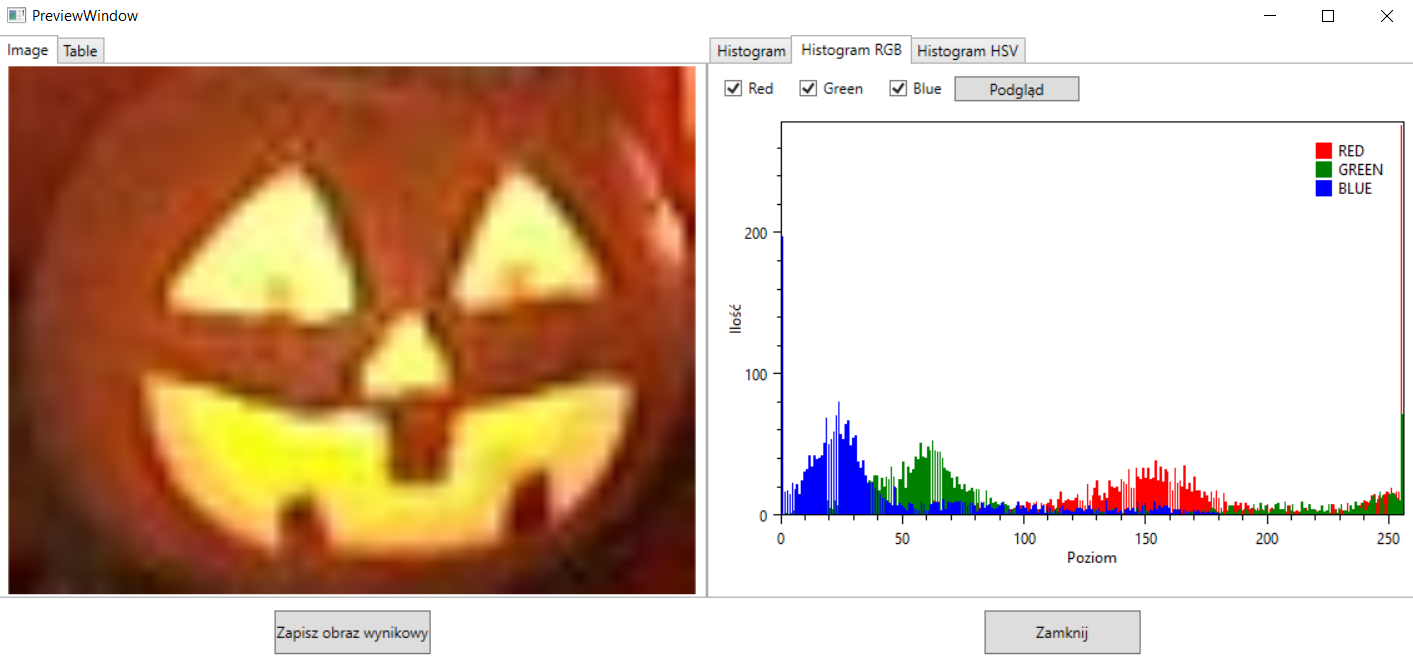 PreviewWindow
Image Table
Histogram Histogram RGB Histogram HSV
Red Green Blue Podgląd
RED
GREEN
BLUE
200
100
0
Ilość
0 50 100 150 200 250
Poziom
Zapisz obraz wynikowy Zamknij